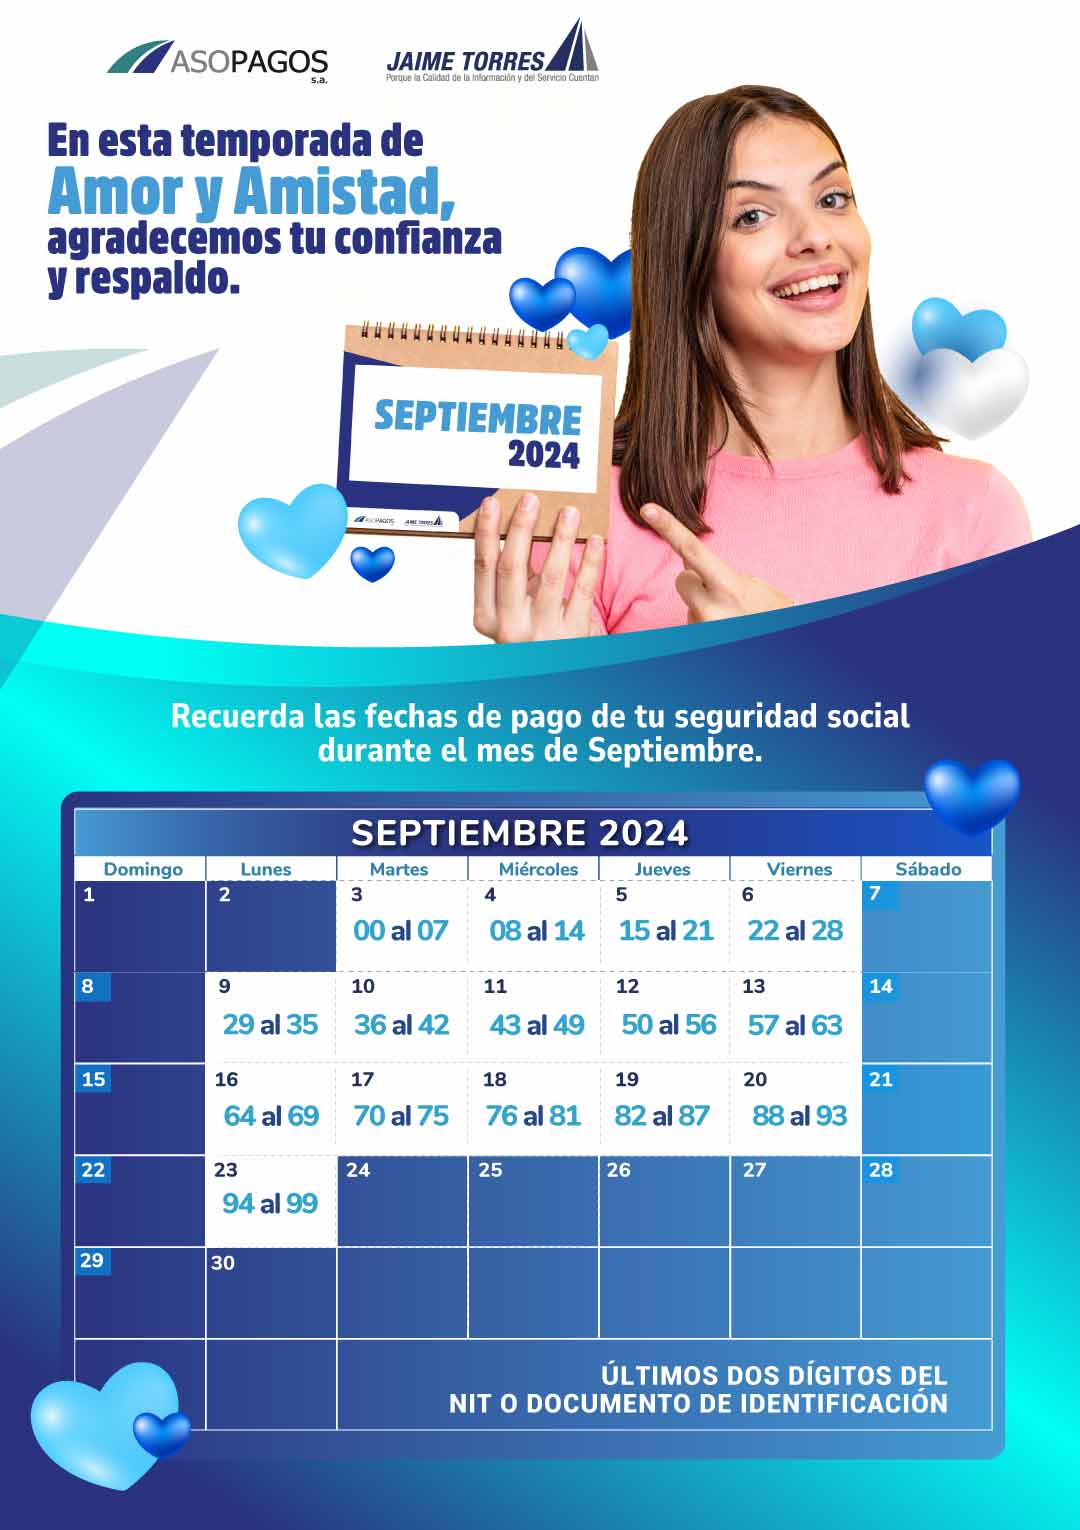 ASOPAGOS
s.a.
JAIME TORRES
Porque la Calidad de la Información y del Servicio Cuentan
En esta temporada de
Amor y Amistad,
agradecemos tu confianza
y respaldo.
SEPTIEMBRE
2024
ASOPAGOS JAIME TORRES
Recuerda las fechas de pago de tu seguridad social
durante el mes de Septiembre.
SEPTIEMBRE 2024
Domingo Lunes Martes Miércoles Jueves Viernes Sábado
1 2 3 4 5 6 7
00 al 07 08 al 14 15 al 21 22 al 28
8 9 10 11 12 13 14
29 al 35 36 al 42 43 al 49 50 al 56 57 al 63
15 16 17 18 19 20 21
64 al 69 70 al 75 76 al 81 82 al 87 88 al 93
22 23 24 25 26 27 28
94 al 99
29 30
ÚLTIMOS DOS DÍGITOS DEL
NIT O DOCUMENTO DE IDENTIFICACIÓN